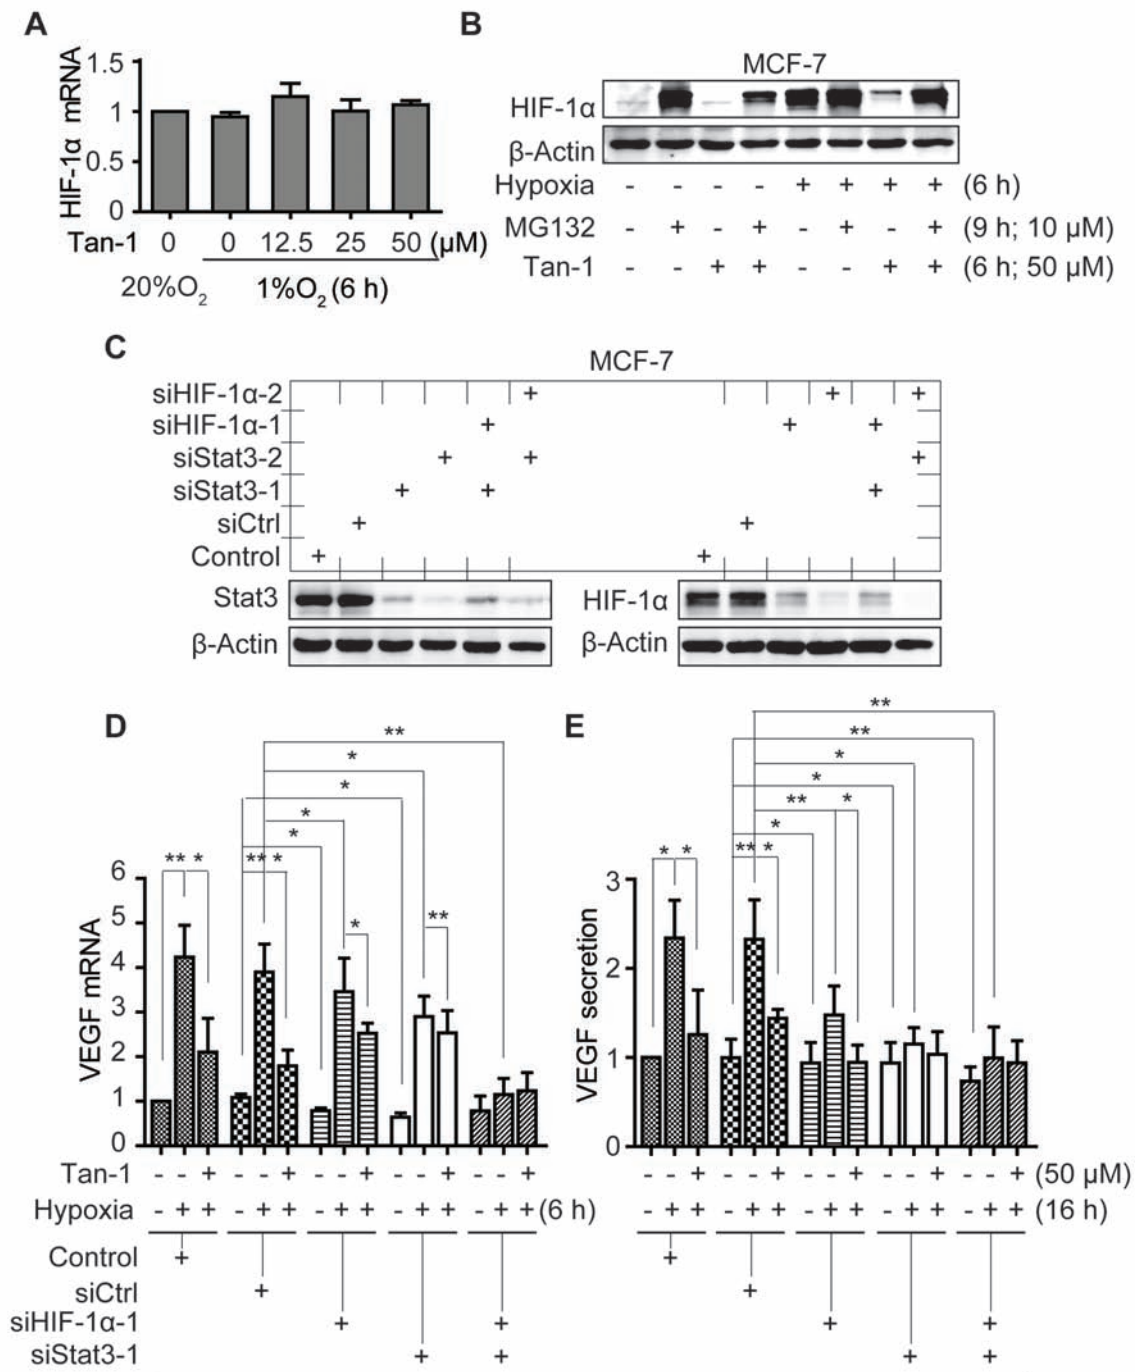 A
HIF-1α mRNA
1.5
1
0.5
0
Tan-1 0 0 12.5 25 50 (μM)
20%O2 1%O2 (6 h)
B
MCF-7
HIF-1α
β-Actin
Hypoxia - - - - + + + + (6 h)
MG132 - + - + - + - + (9 h; 10 μM)
Tan-1 - - + + - - + + (6 h; 50 μM)
C
MCF-7
siHIF-1α-2 + + +
siHIF-1α-1 + + +
siStat3-2 + + +
siStat3-1 + + +
siCtrl + +
Control + +
Stat3 HIF-1α
β-Actin β-Actin
D
**
*
*
*
*
** * ** * * **
VEGF mRNA
6
5
4
3
2
1
0
Tan-1 - - + - - + - - + - - + - - +
Hypoxia - + + - + + - + + - + + - + + (6 h)
Control +
siCtrl +
siHIF-1α-1 + +
siStat3-1 + +
E
**
**
*
*
** *
*
* * ** *
VEGF secretion
3
2
1
0
- - + - - + - - + - - + - - + (50 μM)
- + + - + + - + + - + + - + + (16 h)
+
+
+ +
+ +